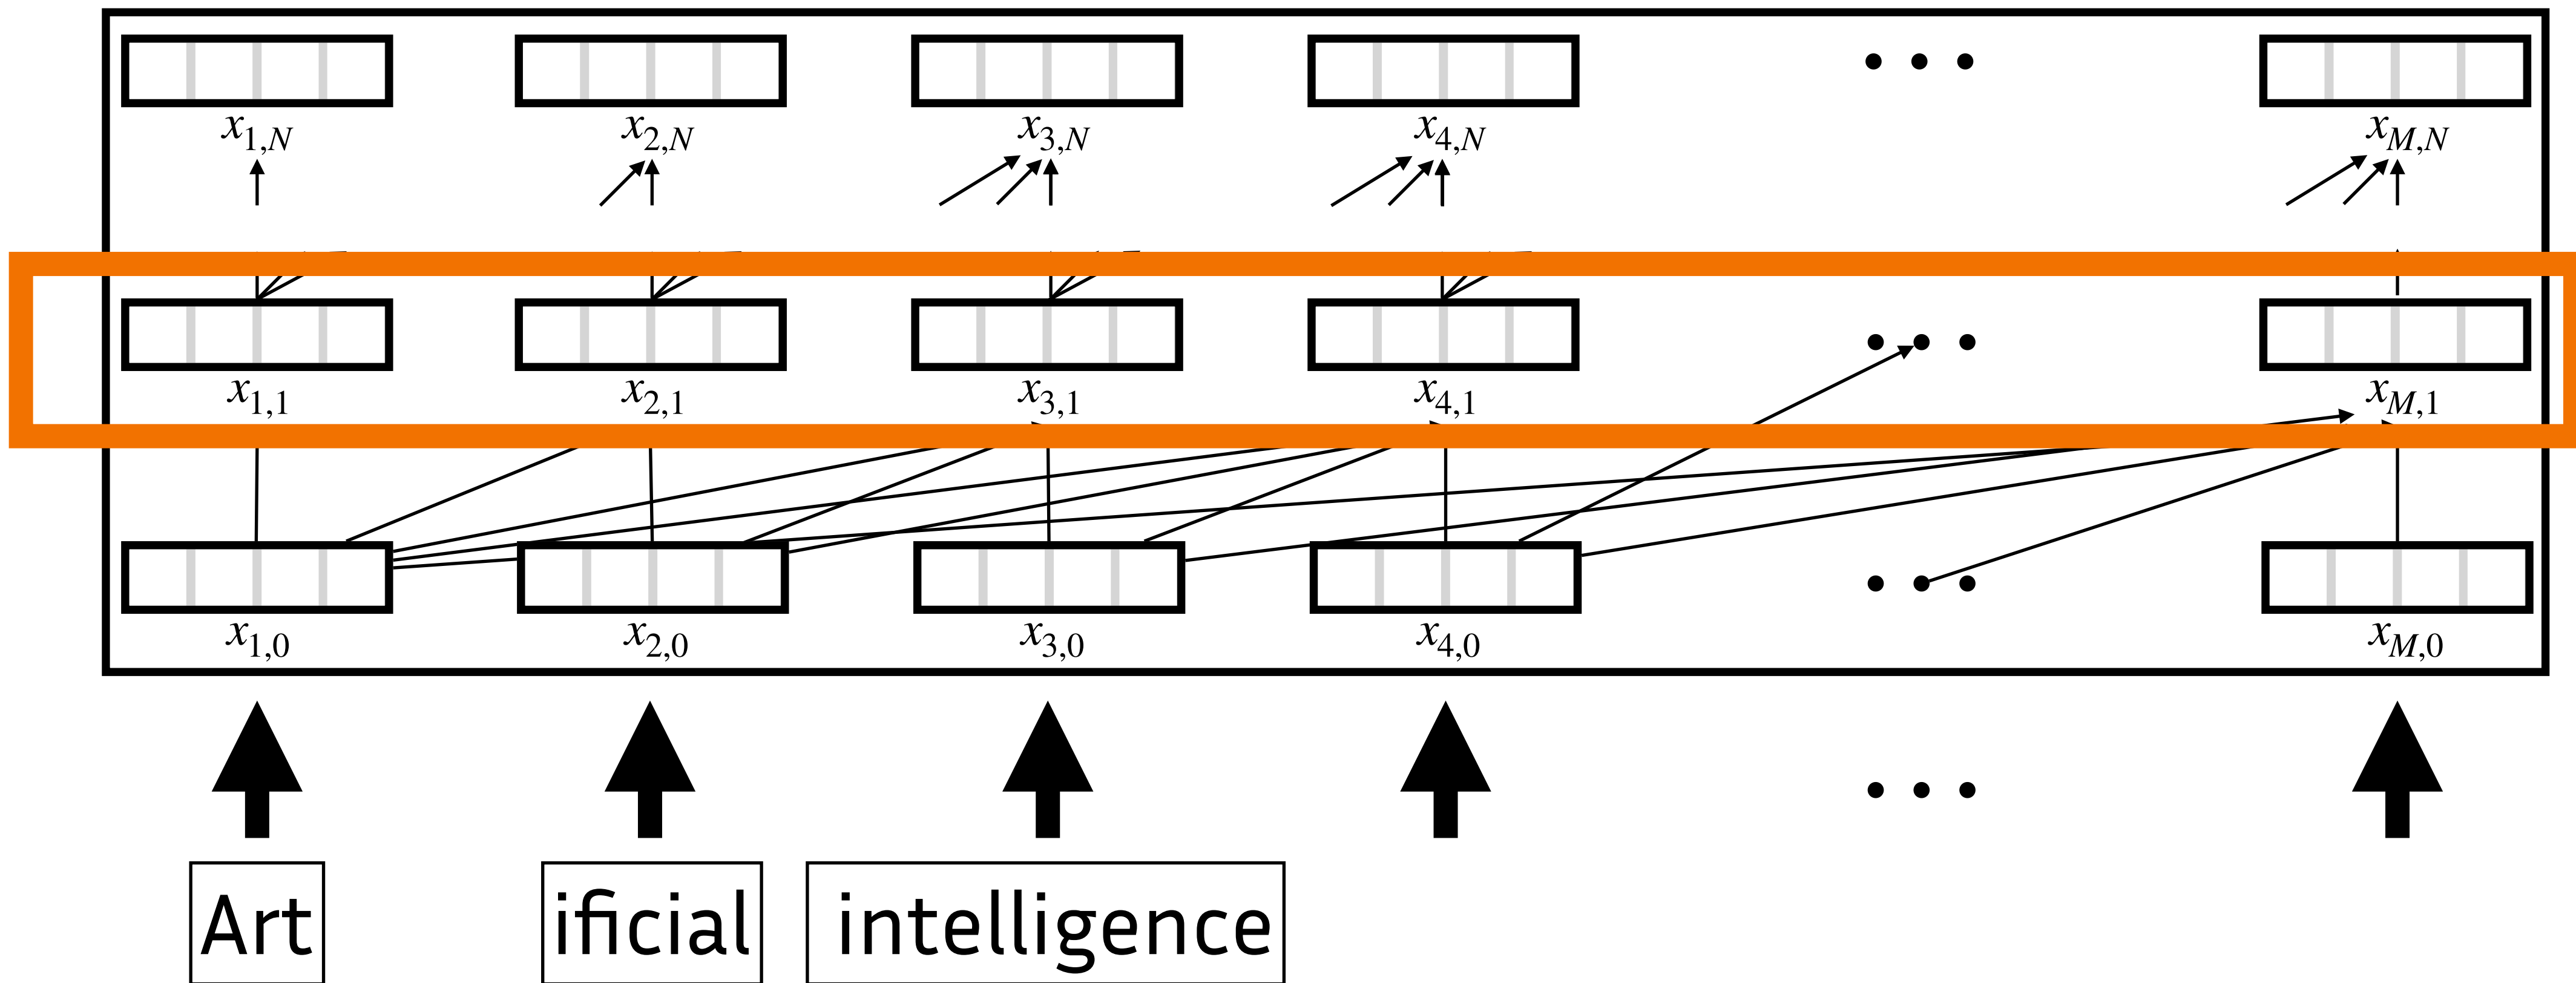 x1,N x2,N x3,N x4,N • • • xM,N
x1,1 x2,1 x3,1 x4,1 • • • xM,1
x1,0 x2,0 x3,0 x4,0 • • • xM,0
• • •
Art ificial intelligence